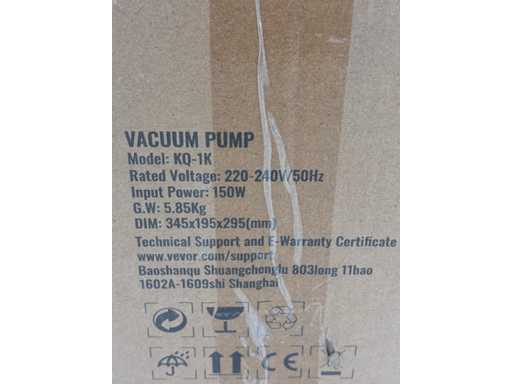 VACUUM PUMP
Model: KQ-1K
Rated Voltage: 220-240V/50Hz
Input Power: 150W
G.W: 5.85Kg
DIM: 345x195x295(mm)
Technical Support and E-Warranty Certificate
www.vevor.com/support
Baoshanqu Shuangchenglu 803long 11hao
1602A-1609shi Shanghai
CE